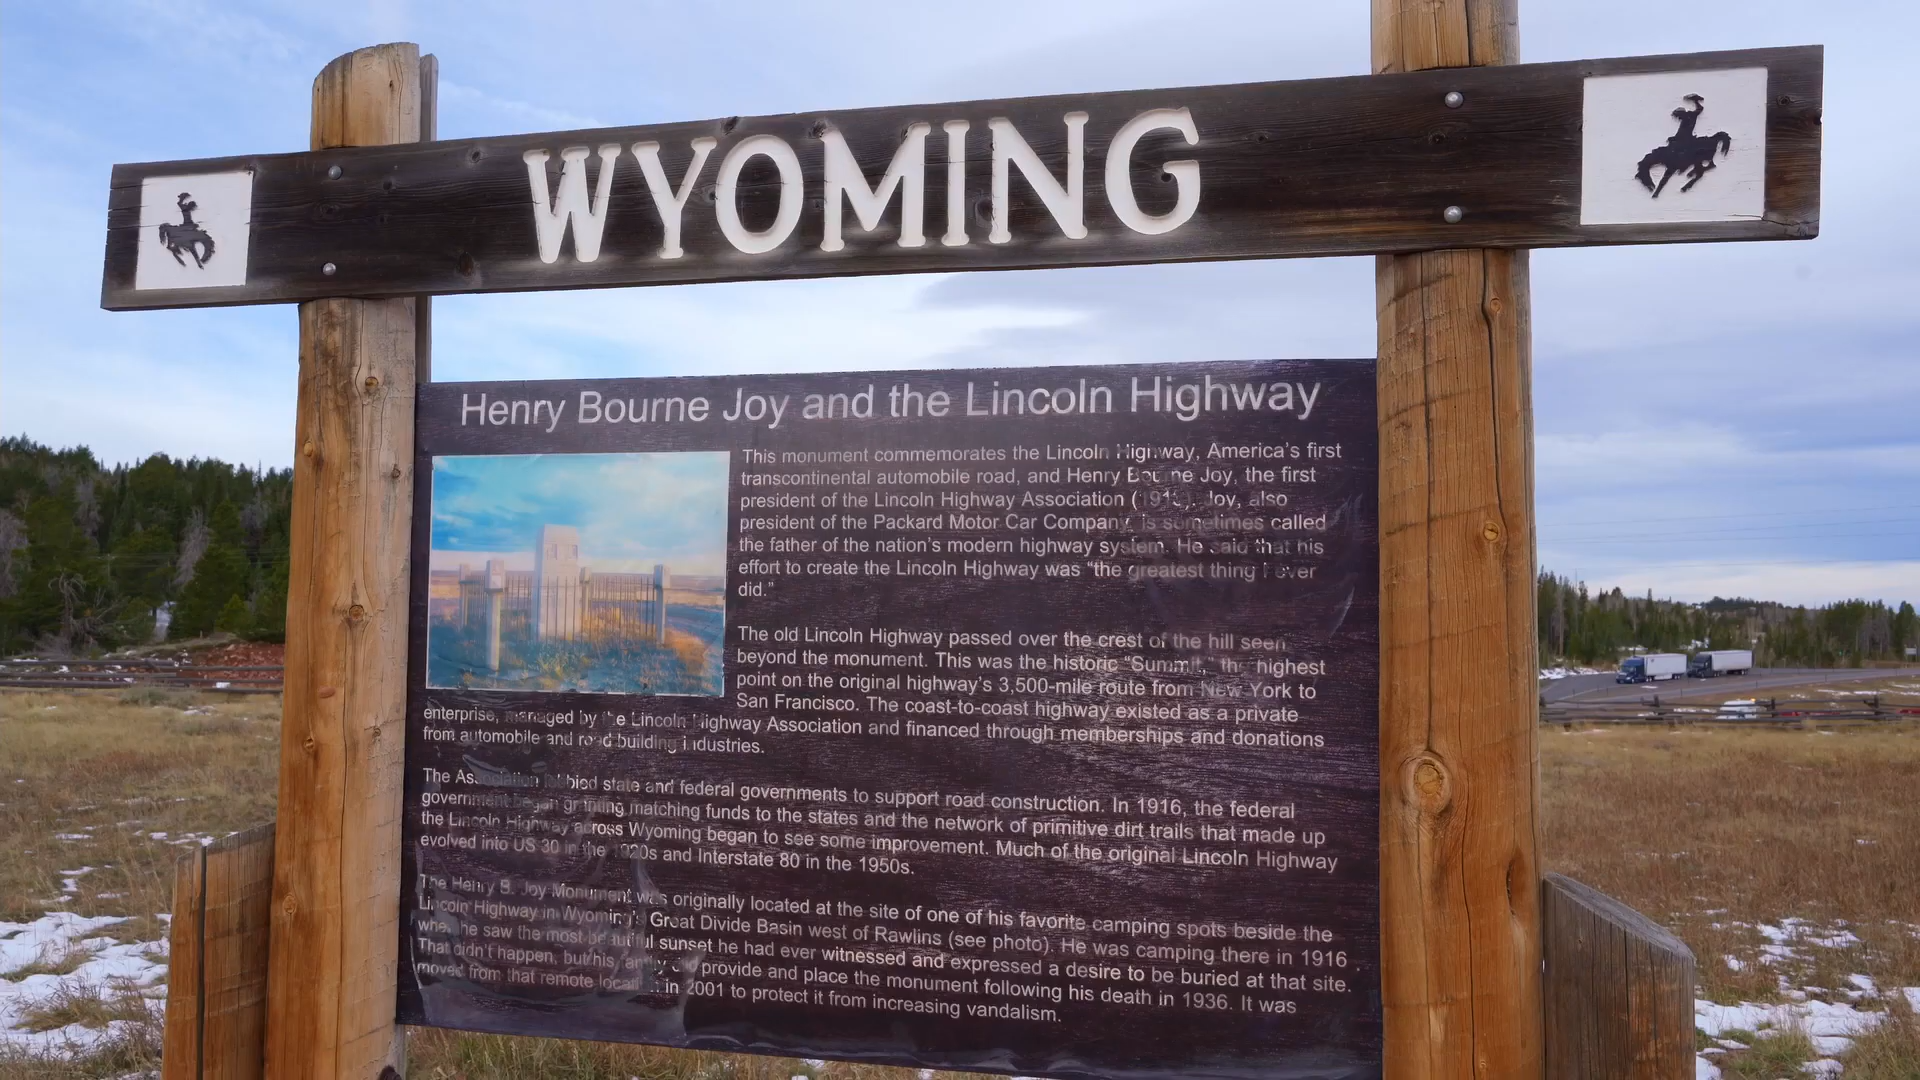 WYOMING
Henry Bourne Joy and the Lincoln Highway
This monument commemorates the Lincoln Highway, America's first
transcontinental automobile road, and Henry Bourne Joy, the first
president of the Lincoln Highway Association Joy, also
president of the Packard Motor Car Company, is sometimes called
the father of the nation's modern highway system. He said that his
effort to create the Lincoln Highway was "the greatest thing I ever
did."
The old Lincoln Highway passed over the crest of the hill seen
beyond the monument. This was the historic "Summit," the highest
point on the original highway's 3,500-mile route from New York to
San Francisco. The coast-to-coast highway existed as a private
enterprise, managed by the Lincoln Highway Association and financed through memberships and donations
from automobile and road building industries.
The Association lobbied state and federal governments to support road construction. In 1916, the federal
government began granting matching funds to the states and the network of primitive dirt trails that made up
the Lincoln Highway across Wyoming began to see some improvement. Much of the original Lincoln Highway
evolved into US 30 in the 1920s and Interstate 80 in the 1950s.
The Henry B. Joy Monument was originally located at the site of one of his favorite camping spots beside the
Lincoln Highway in Wyoming's Great Divide Basin west of Rawlins (see photo). He was camping there in 1916
when he saw the most beautiful sunset he had ever witnessed and expressed a desire to be buried at that site.
That didn't happen, but his family did provide and place the monument following his death in 1936. It was
moved from that remote location in 2001 to protect it from increasing vandalism.